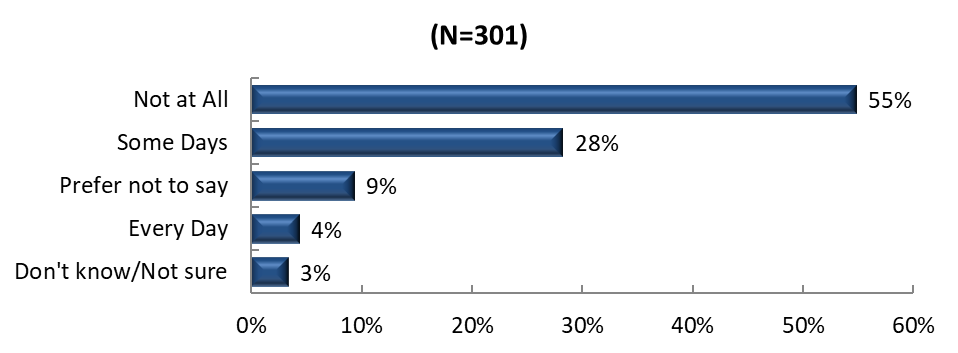 (N=301)
Not at All 55%
Some Days 28%
Prefer not to say 9%
Every Day 4%
Don't know/Not sure 3%
0% 10% 20% 30% 40% 50% 60%